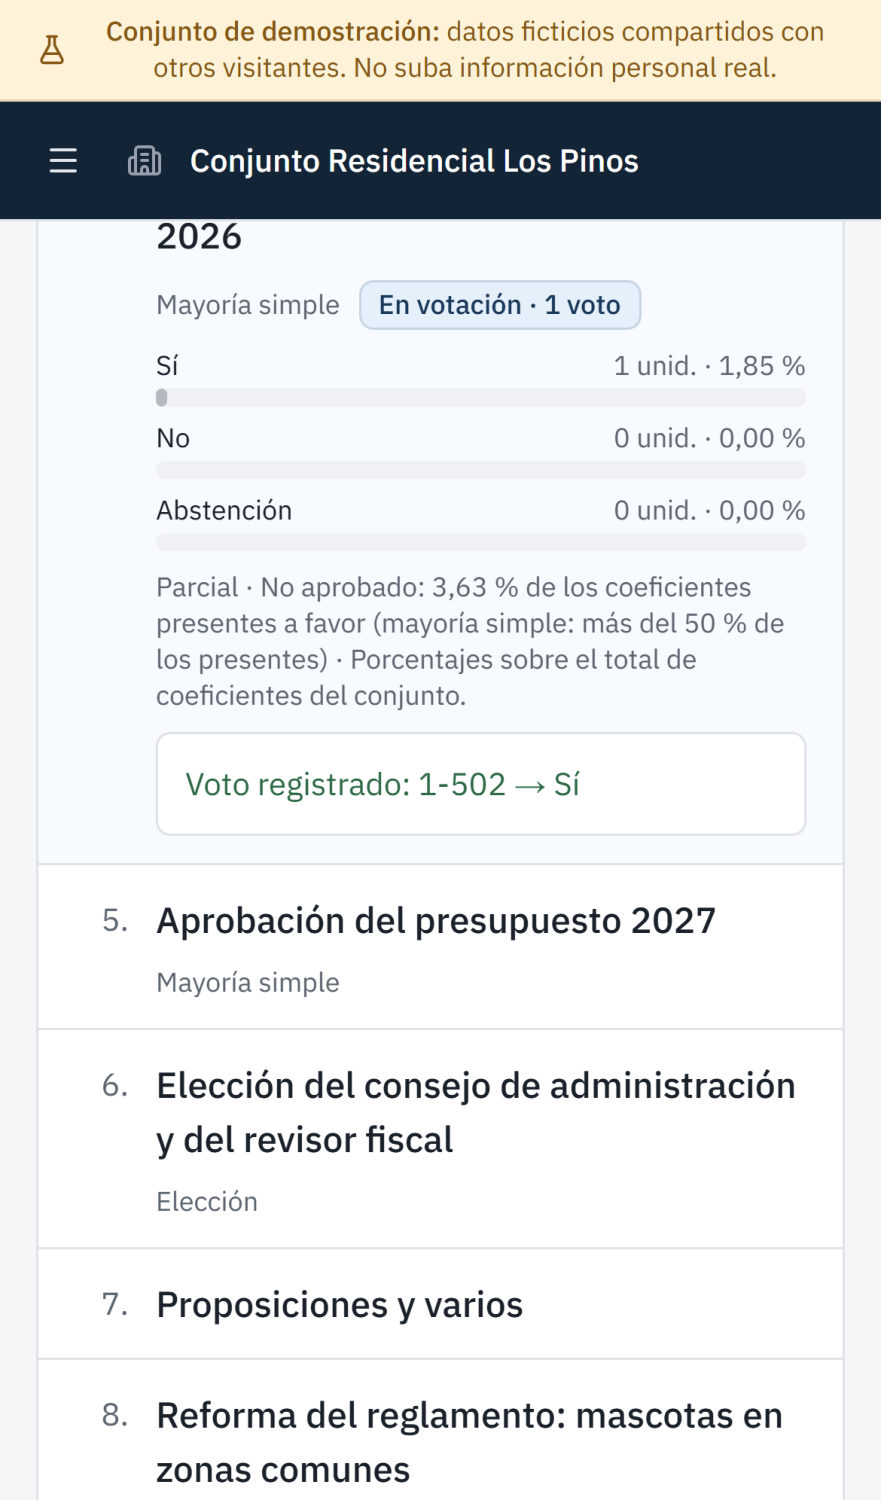 Conjunto de demostración: datos ficticios compartidos con
otros visitantes. No suba información personal real.
Conjunto Residencial Los Pinos
2026
Mayoría simple
En votación · 1 voto
Sí
1 unid. · 1,85 %
No
0 unid. · 0,00 %
Abstención
0 unid. · 0,00 %
Parcial · No aprobado: 3,63 % de los coeficientes
presentes a favor (mayoría simple: más del 50 % de
los presentes) · Porcentajes sobre el total de
coeficientes del conjunto.
Voto registrado: 1-502 → Sí
5. Aprobación del presupuesto 2027
Mayoría simple
6. Elección del consejo de administración
y del revisor fiscal
Elección
7. Proposiciones y varios
8. Reforma del reglamento: mascotas en
zonas comunes